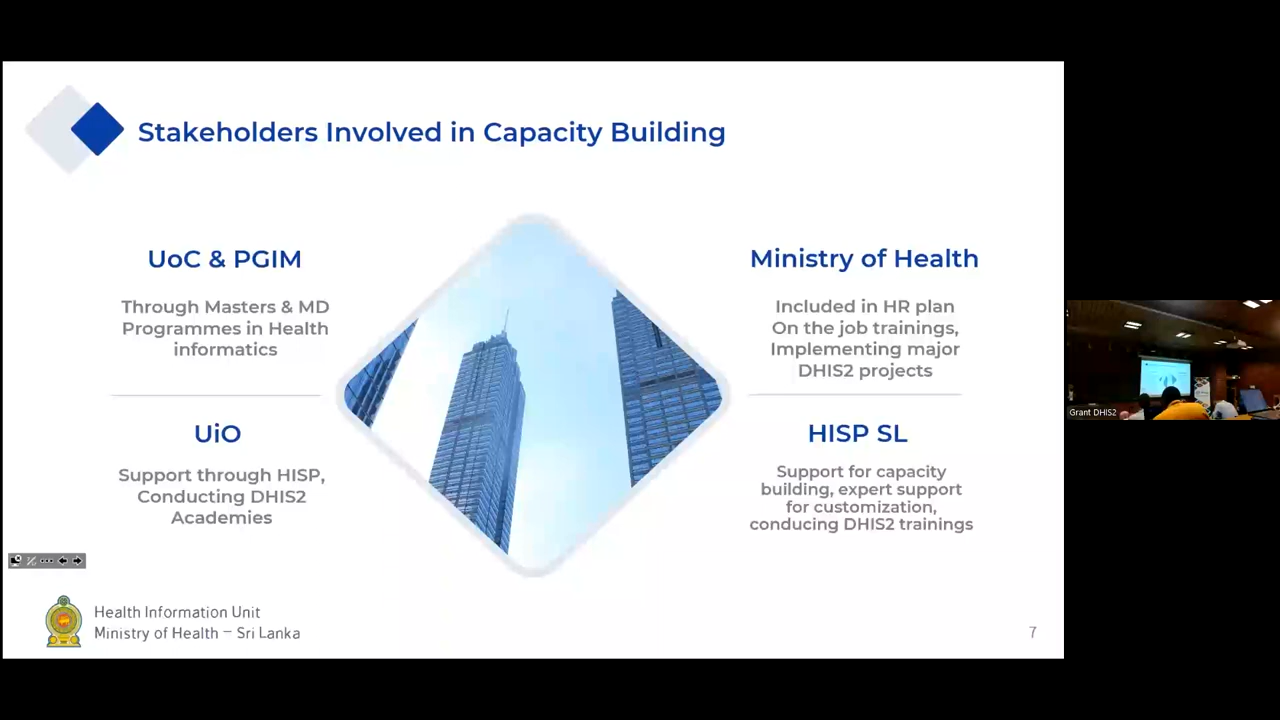 Stakeholders Involved in Capacity Building
UoC & PGIM
Through Masters & MD
Programmes in Health
informatics
UiO
Support through HISP,
Conducting DHIS2
Academies
Ministry of Health
Included in HR plan
On the job trainings,
Implementing major
DHIS2 projects
HISP SL
Support for capacity
building, expert support
for customization,
conducing DHIS2 trainings
Health Information Unit
Ministry of Health – Sri Lanka
7
Grant DHIS2